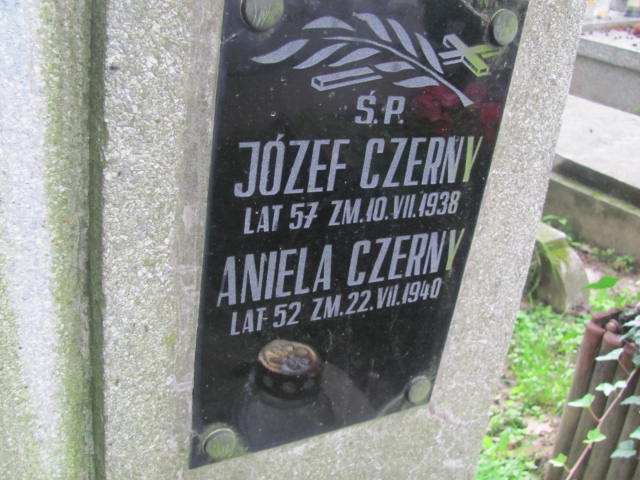 Ś.P.
JÓZEF CZERNY
LAT 57 ZM.10.VII.1938
ANIELA CZERNY
LAT 52 ZM.22.VII.1940